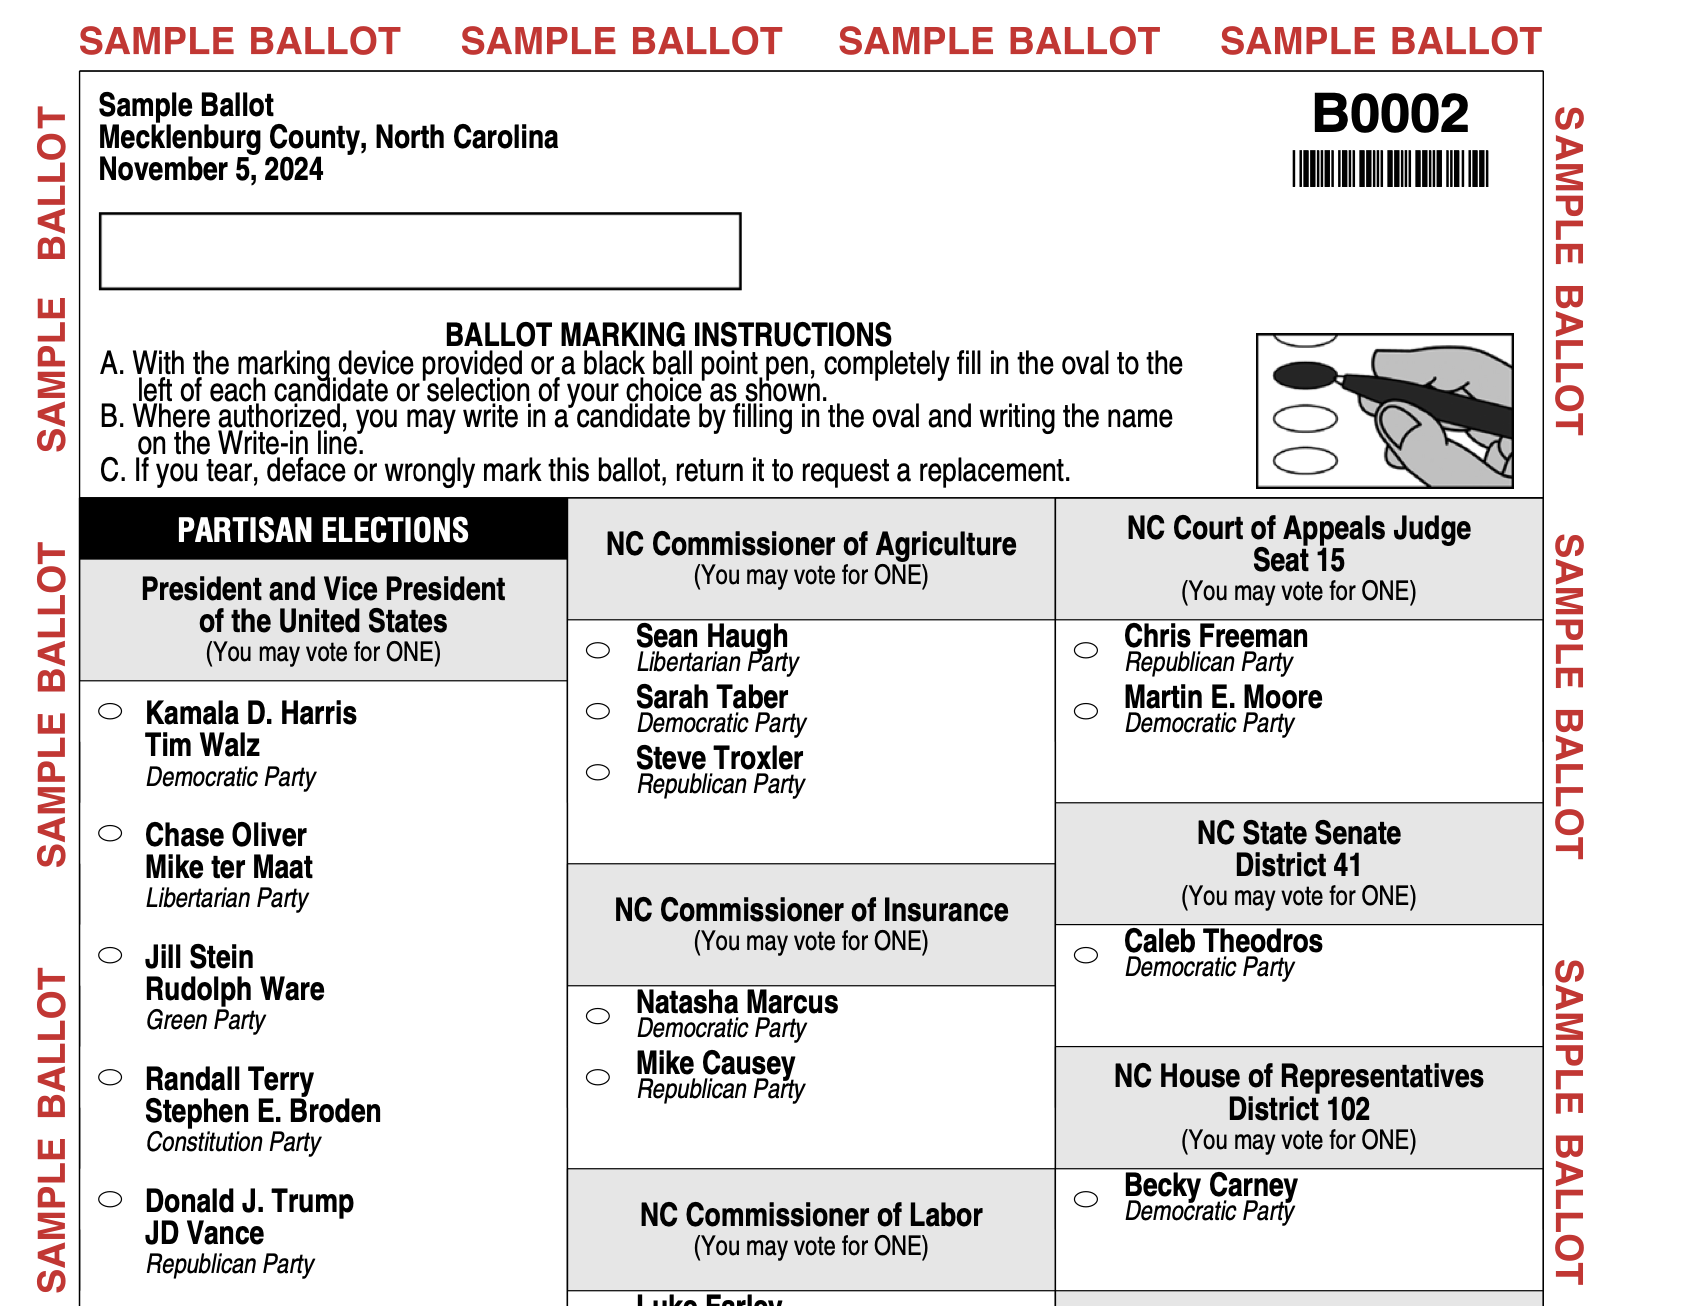 SAMPLE BALLOT SAMPLE BALLOT SAMPLE BALLOT SAMPLE BALLOT
SAMPLE BALLOT
SAMPLE BALLOT
SAMPLE BALLOT
Sample Ballot
Mecklenburg County, North Carolina
November 5, 2024
B0002
BALLOT MARKING INSTRUCTIONS
A. With the marking device provided or a black ball point pen, completely fill in the oval to the
left of each candidate or selection of your choice as shown.
B. Where authorized, you may write in a candidate by filling in the oval and writing the name
on the Write-in line.
C. If you tear, deface or wrongly mark this ballot, return it to request a replacement.
PARTISAN ELECTIONS
President and Vice President
of the United States
(You may vote for ONE)
Kamala D. Harris
Tim Walz
Democratic Party
Chase Oliver
Mike ter Maat
Libertarian Party
Jill Stein
Rudolph Ware
Green Party
Randall Terry
Stephen E. Broden
Constitution Party
Donald J. Trump
JD Vance
Republican Party
NC Commissioner of Agriculture
(You may vote for ONE)
Sean Haugh
Libertarian Party
Sarah Taber
Democratic Party
Steve Troxler
Republican Party
NC Commissioner of Insurance
(You may vote for ONE)
Natasha Marcus
Democratic Party
Mike Causey
Republican Party
NC Commissioner of Labor
(You may vote for ONE)
Luke Farley
NC Court of Appeals Judge
Seat 15
(You may vote for ONE)
Chris Freeman
Republican Party
Martin E. Moore
Democratic Party
NC State Senate
District 41
(You may vote for ONE)
Caleb Theodros
Democratic Party
NC House of Representatives
District 102
(You may vote for ONE)
Becky Carney
Democratic Party
SAMPLE BALLOT
SAMPLE BALLOT
SAMPLE BALLOT